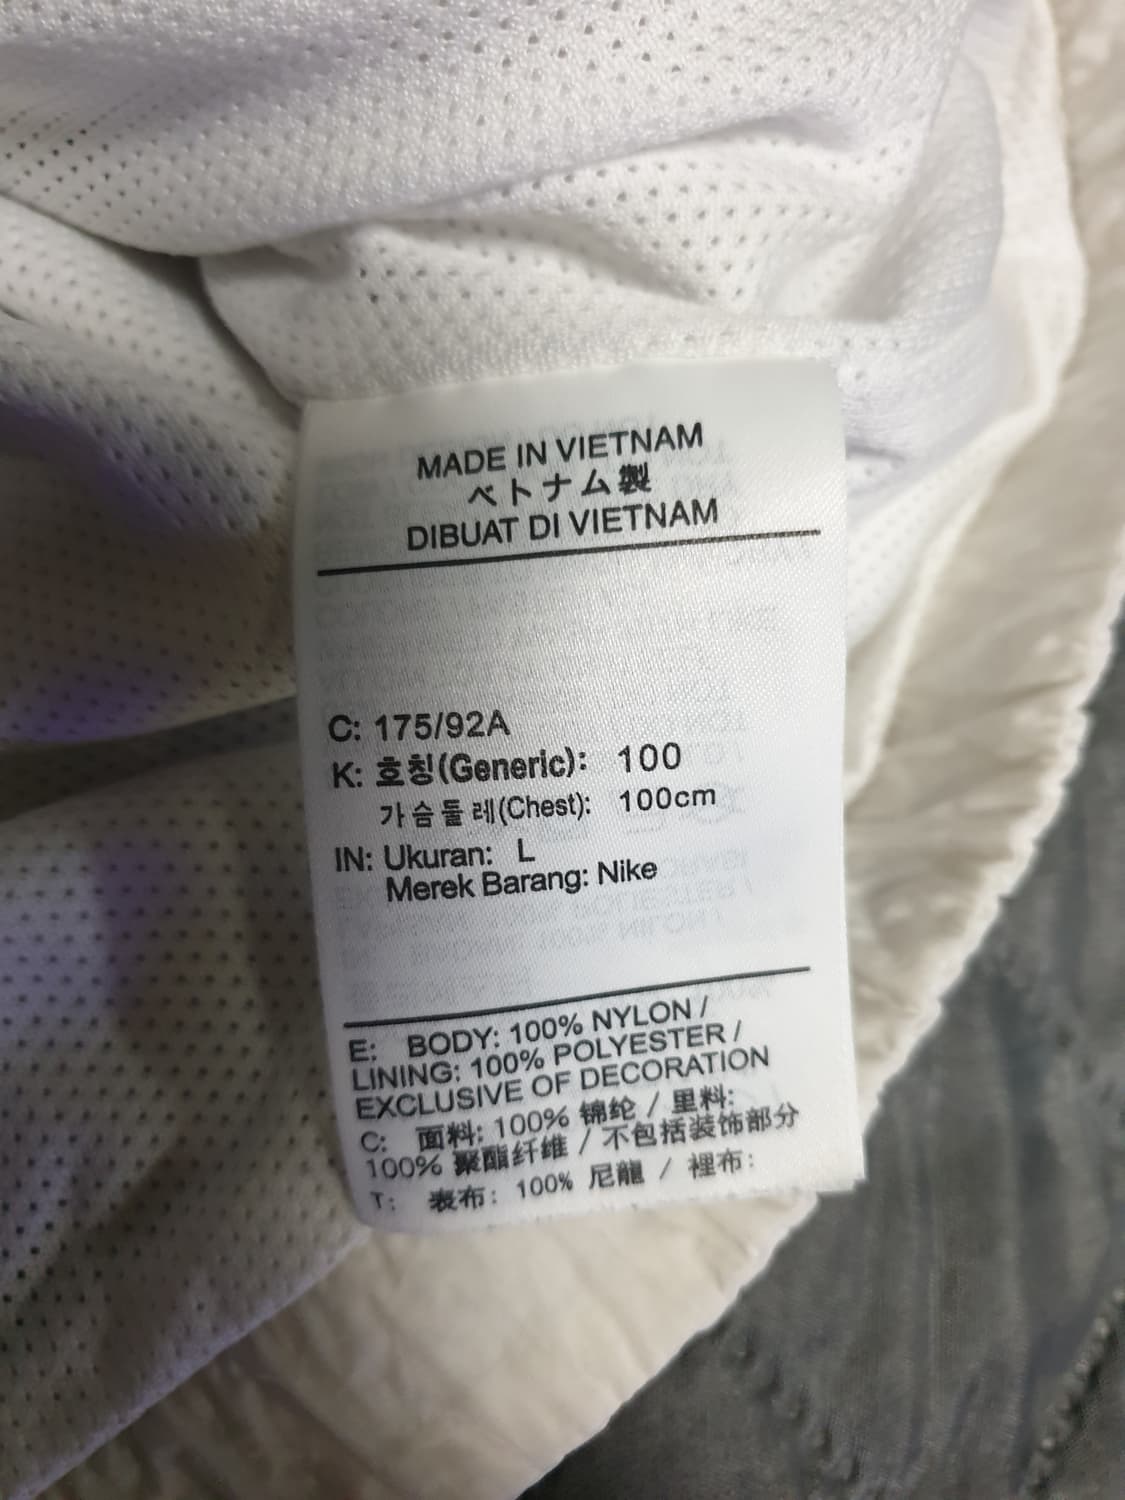 MADE IN VIETNAM
ベトナム製
DIBUAT DI VIETNAM
C: 175/92A
K: 호칭(Generic): 100
가슴둘레(Chest): 100cm
IN: Ukuran: L
Merek Barang: Nike
E: BODY: 100% NYLON /
LINING: 100% POLYESTER /
EXCLUSIVE OF DECORATION
C: 面料: 100% 锦纶 / 里料:
100% 聚酯纤维 / 不包括装饰部分
T: 表布: 100% 尼龍 / 裡布: